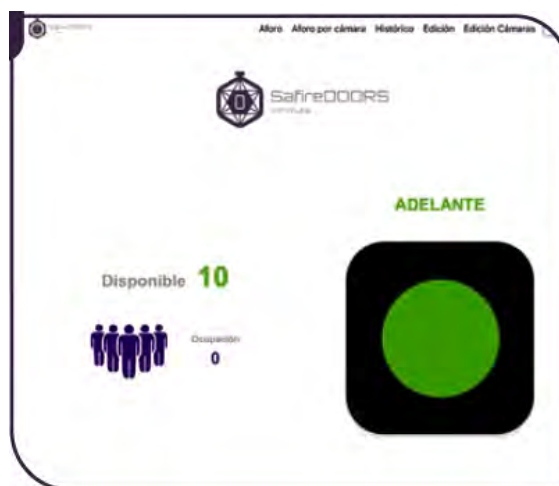 Aforo Aforo por cámara Histórico Edición Edición Cámaras
SafireDOORS
ADELANTE
Disponible 10
Ocupación
0